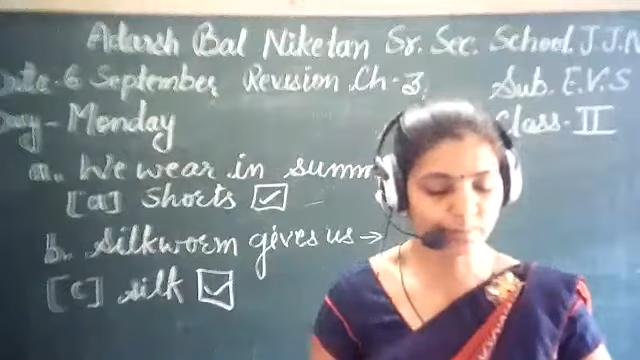 Adarsh Bal Niketan Sr. Sec. School. J.J.N
Date-6 September Revision Ch-3. Sub. E.V.S
Day-Monday Class-II
a. We wear in summ
[a] Shorts ☑
b. Silkworm gives us →
[c] silk ☑